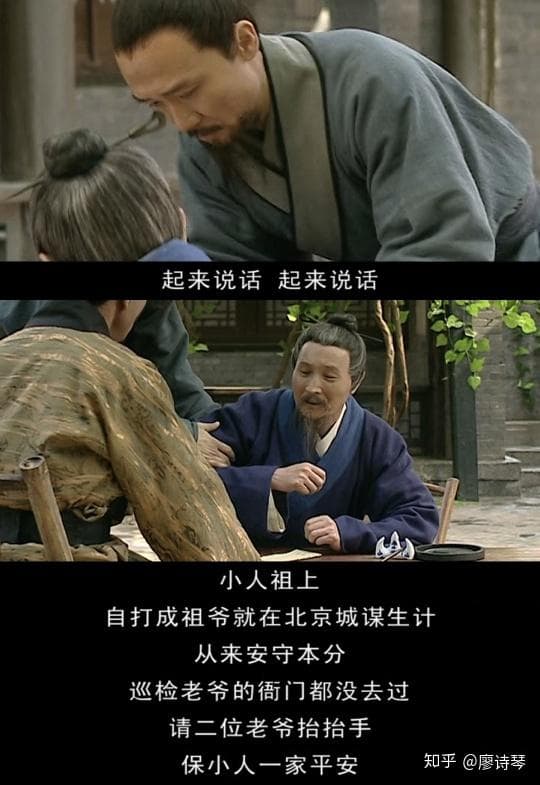 起来说话 起来说话
小人祖上
自打成祖爷就在北京城谋生计
从来安守本分
巡检老爷的衙门都没去过
请二位老爷抬抬手
保小人一家平安
知乎 @廖诗琴